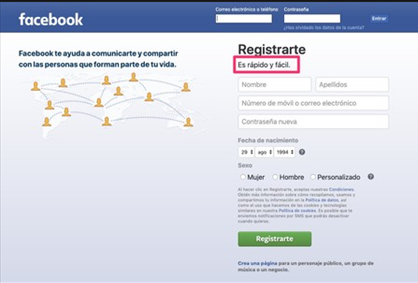 facebook
Correo electrónico o teléfono
Contraseña
Entrar
¿Has olvidado los datos de la cuenta?
Facebook te ayuda a comunicarte y compartir
con las personas que forman parte de tu vida.
Registrarte
Es rápido y fácil.
Nombre
Apellidos
Número de móvil o correo electrónico
Contraseña nueva
Fecha de nacimiento
29 ago 1994 ?
Sexo
Mujer Hombre Personalizado ?
Al hacer clic en Registrarte, aceptas nuestras Condiciones.
Obtén más información sobre cómo recopilamos, usamos y
compartimos tu información en la Política de datos, así
como el uso que hacemos de las cookies y tecnologías
similares en nuestra Política de cookies. Es posible que te
enviemos notificaciones por SMS que podrás desactivar
cuando quieras.
Registrarte
Crea una página para un personaje público, un grupo de
música o un negocio.